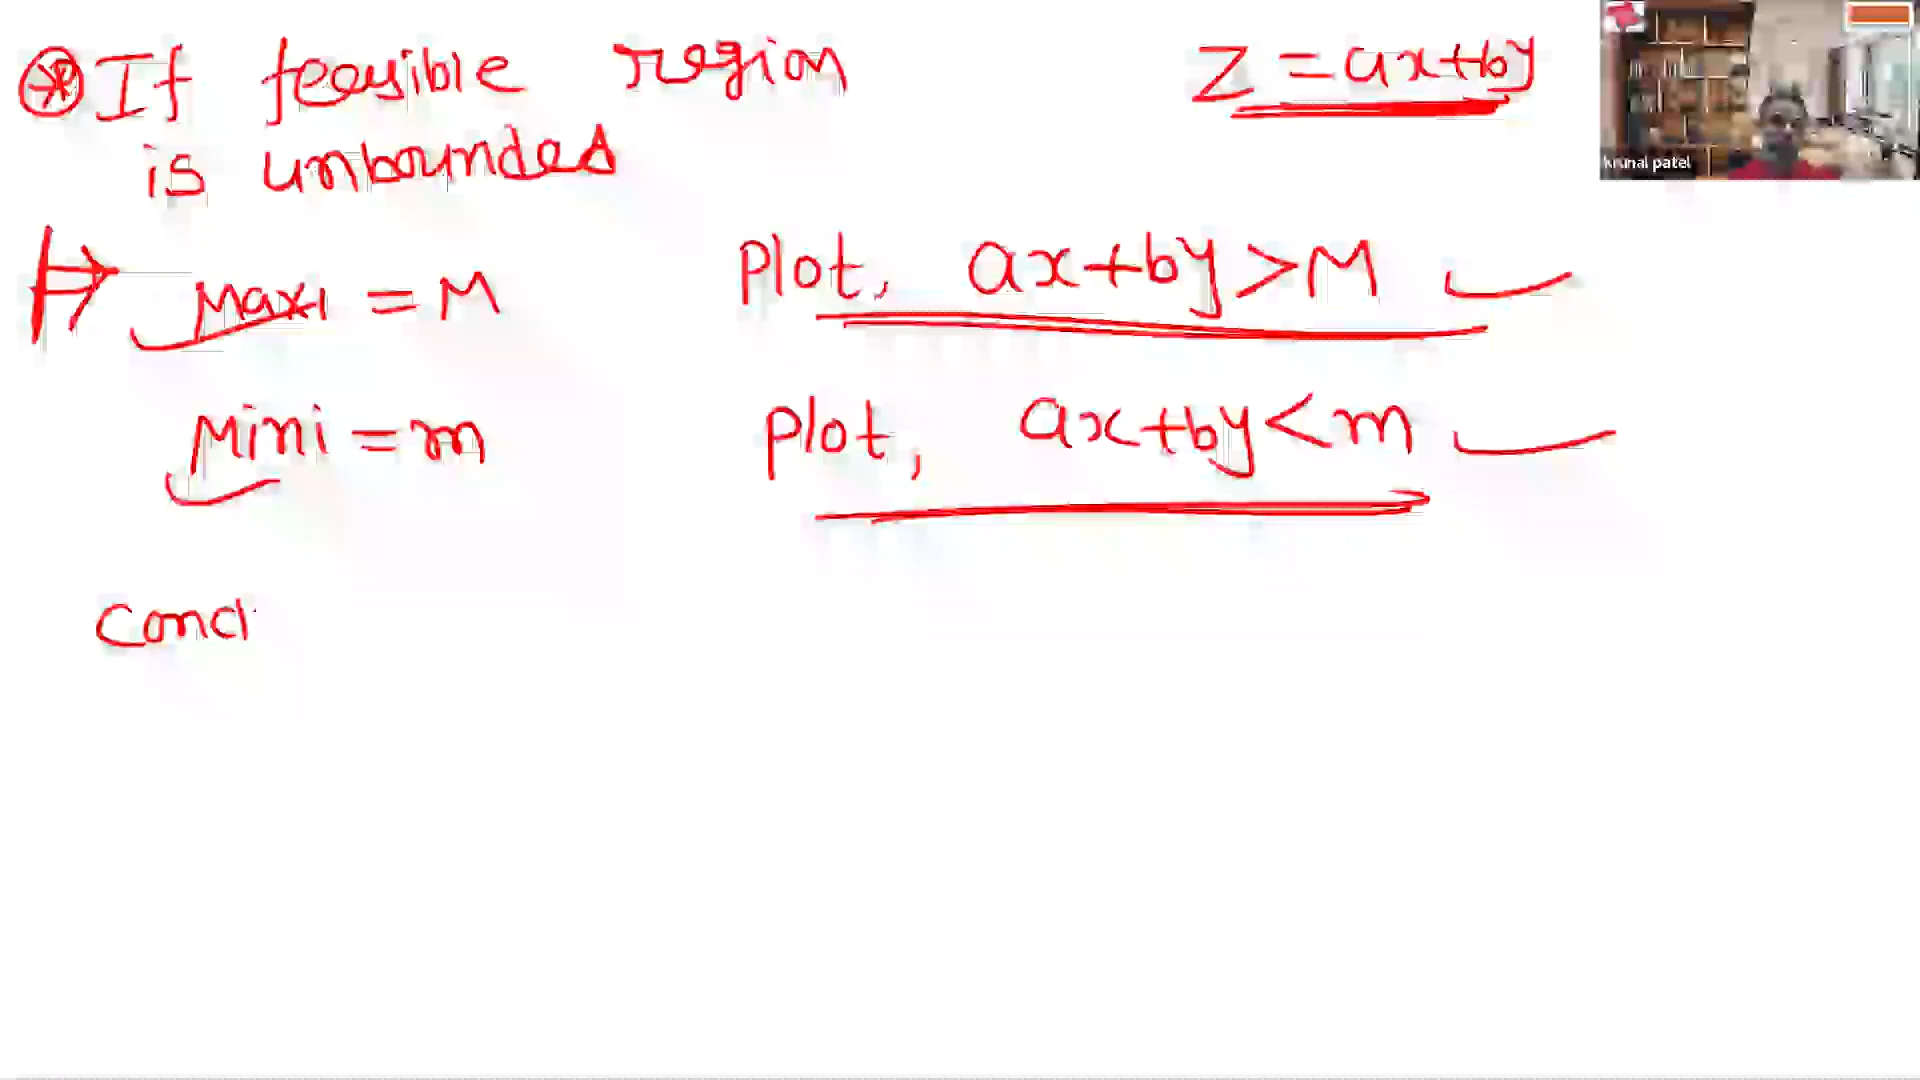 If feasible region
is unbounded
Z = ax+by
krunal patel
Maxi = M
Plot, ax+by>M
Mini = m
Plot, ax+by<m
Concl